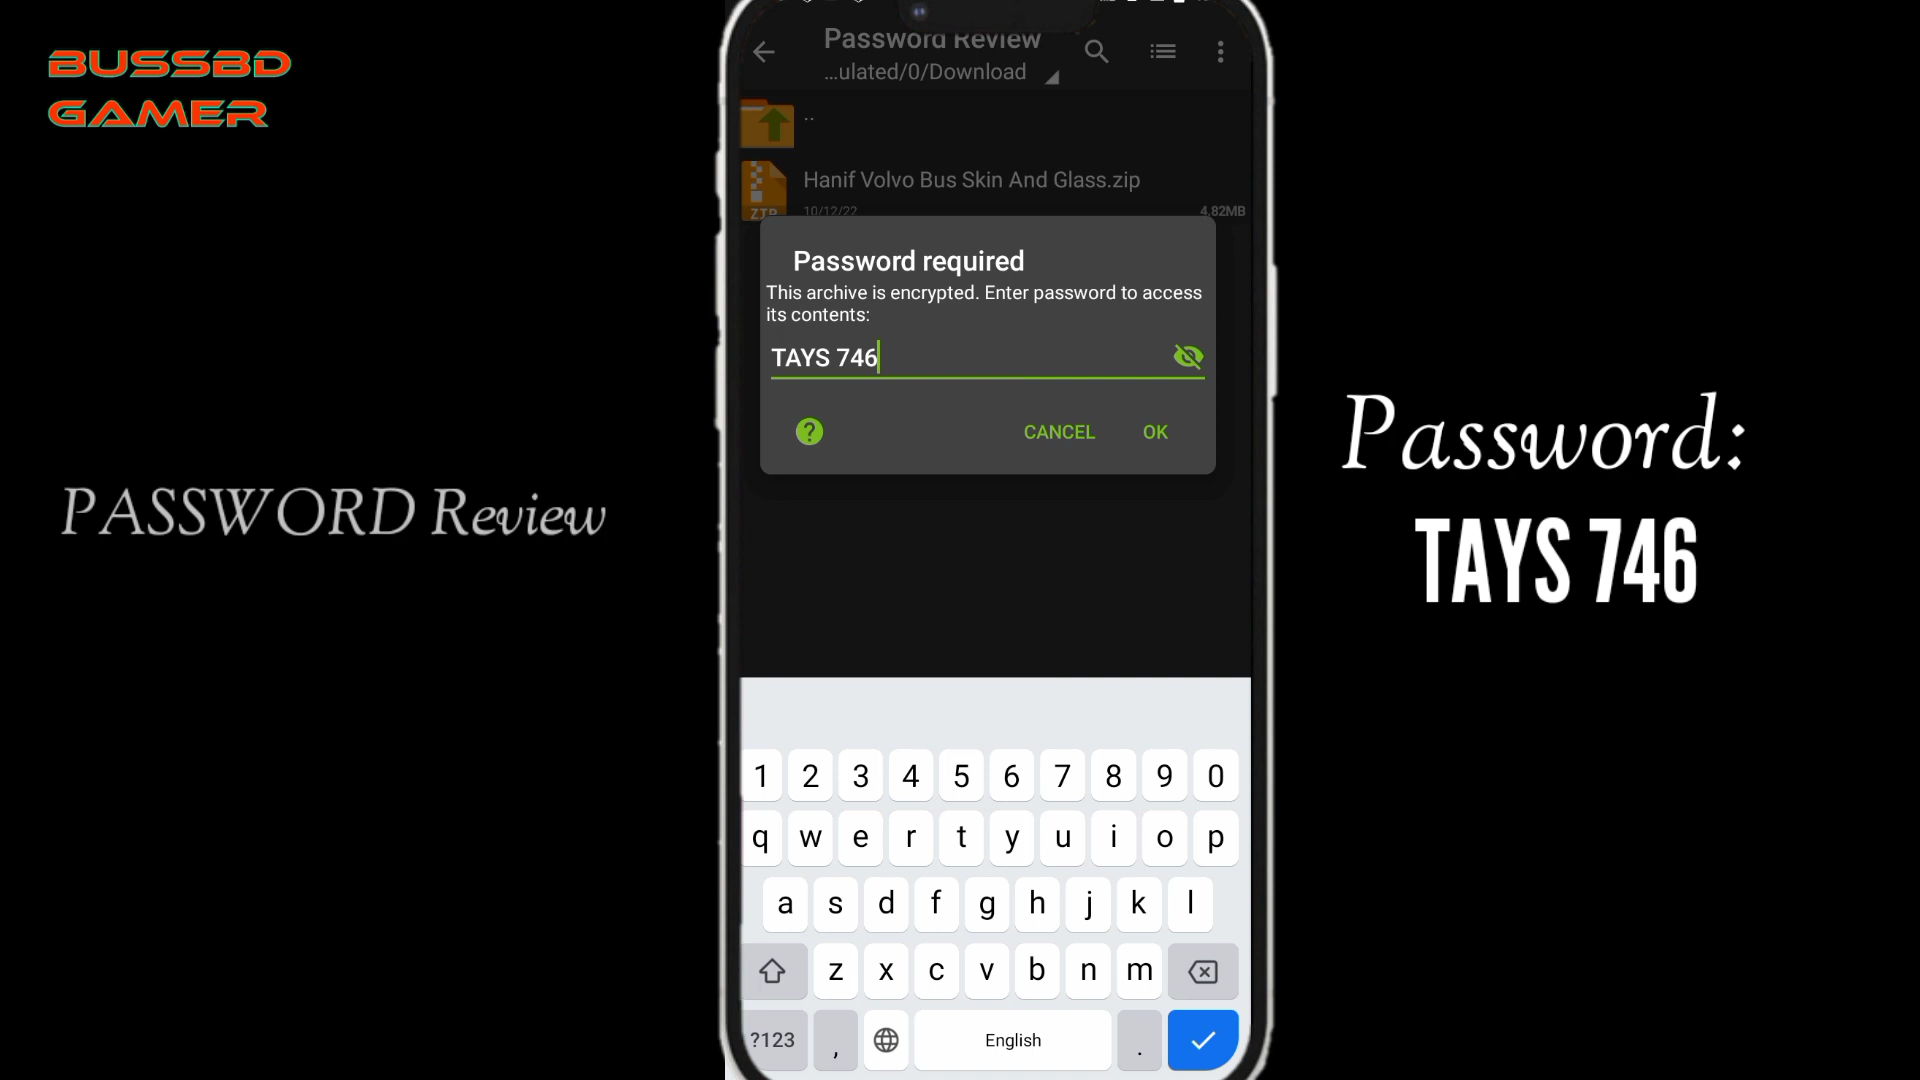 BUSSBD
GAMER
PASSWORD Review
Password Review
...ulated/0/Download
..
Hanif Volvo Bus Skin And Glass.zip
ZIP
10/12/22
4.82MB
Password required
This archive is encrypted. Enter password to access
its contents:
TAYS 746
?
CANCEL
OK
1 2 3 4 5 6 7 8 9 0
q w e r t y u i o p
a s d f g h j k l
z x c v b n m
?123
,
English
.
Password:
TAYS 746